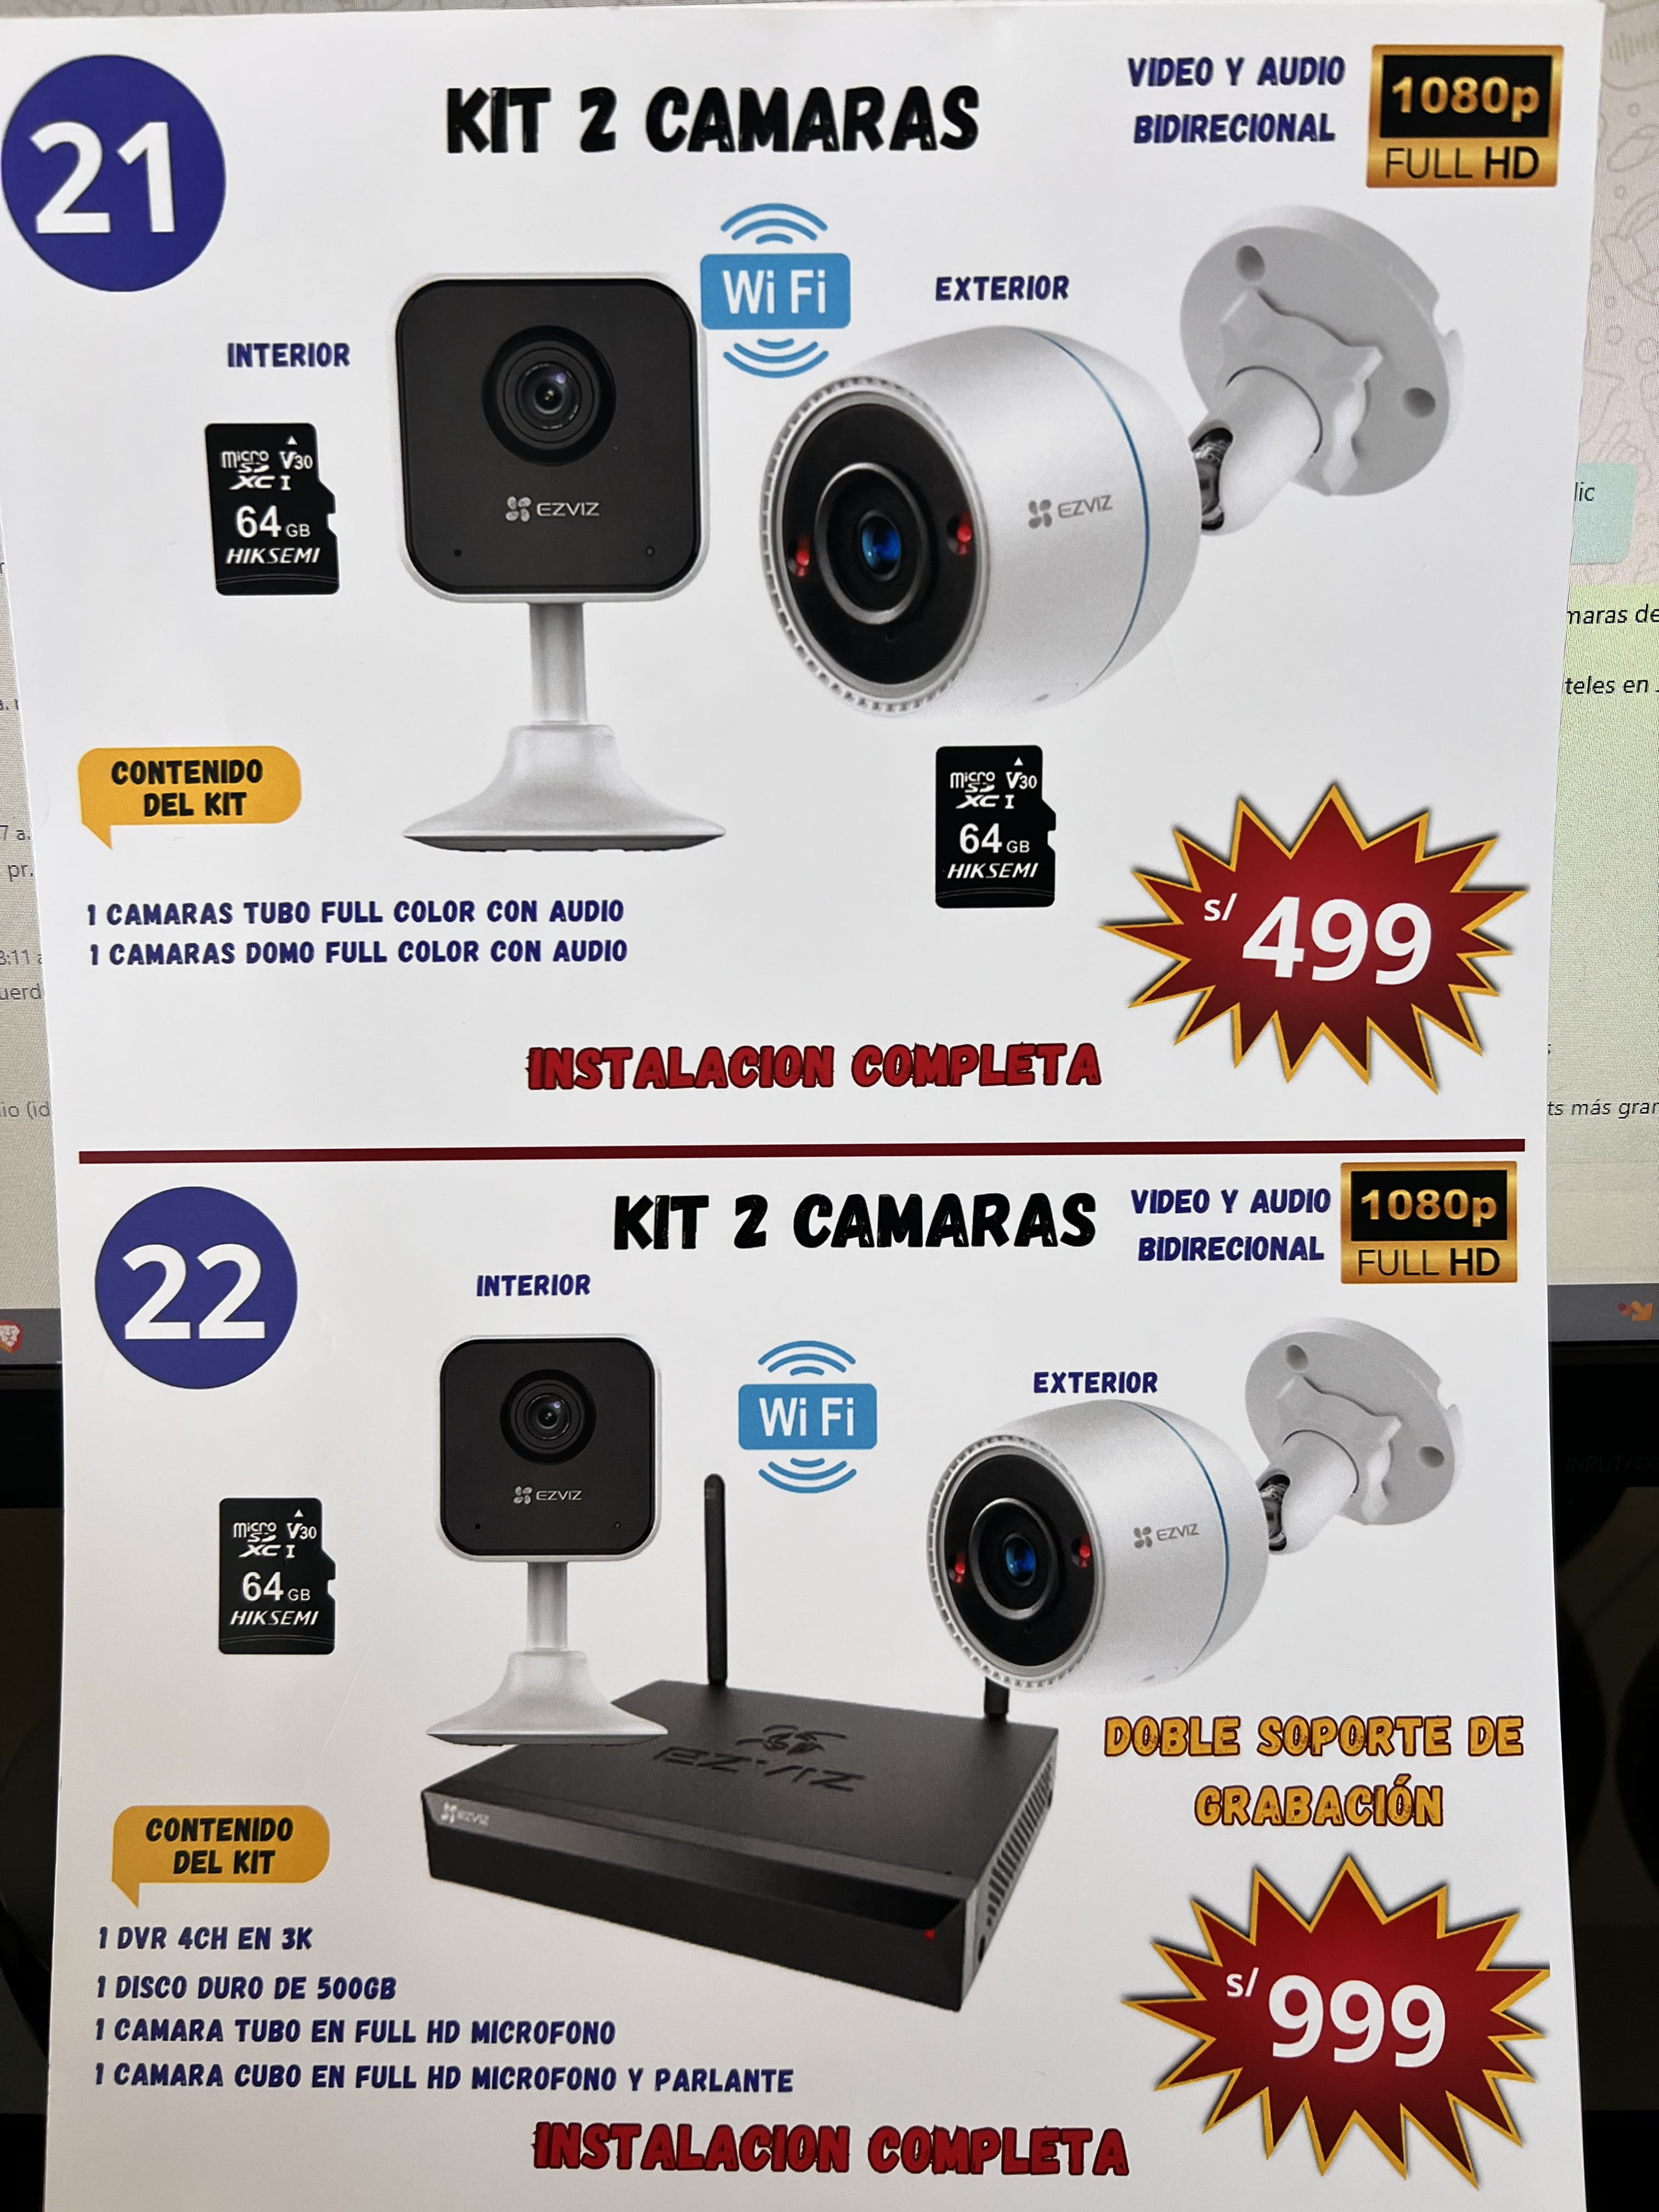 21
KIT 2 CAMARAS
VIDEO Y AUDIO
BIDIRECIONAL
1080p
FULL HD
Wi Fi
INTERIOR
EXTERIOR
micro SD V30
XC I
64 GB
HIKSEMI
EZVIZ
EZVIZ
CONTENIDO
DEL KIT
micro SD V30
XC I
64 GB
HIKSEMI
1 CAMARAS TUBO FULL COLOR CON AUDIO
1 CAMARAS DOMO FULL COLOR CON AUDIO
S/ 499
INSTALACION COMPLETA
22
KIT 2 CAMARAS
VIDEO Y AUDIO
BIDIRECIONAL
1080p
FULL HD
INTERIOR
Wi Fi
EXTERIOR
micro SD V30
XC I
64 GB
HIKSEMI
EZVIZ
EZVIZ
EZVIZ
EZVIZ
DOBLE SOPORTE DE
GRABACIÓN
CONTENIDO
DEL KIT
1 DVR 4CH EN 3K
1 DISCO DURO DE 500GB
1 CAMARA TUBO EN FULL HD MICROFONO
1 CAMARA CUBO EN FULL HD MICROFONO Y PARLANTE
S/ 999
INSTALACION COMPLETA
teles en